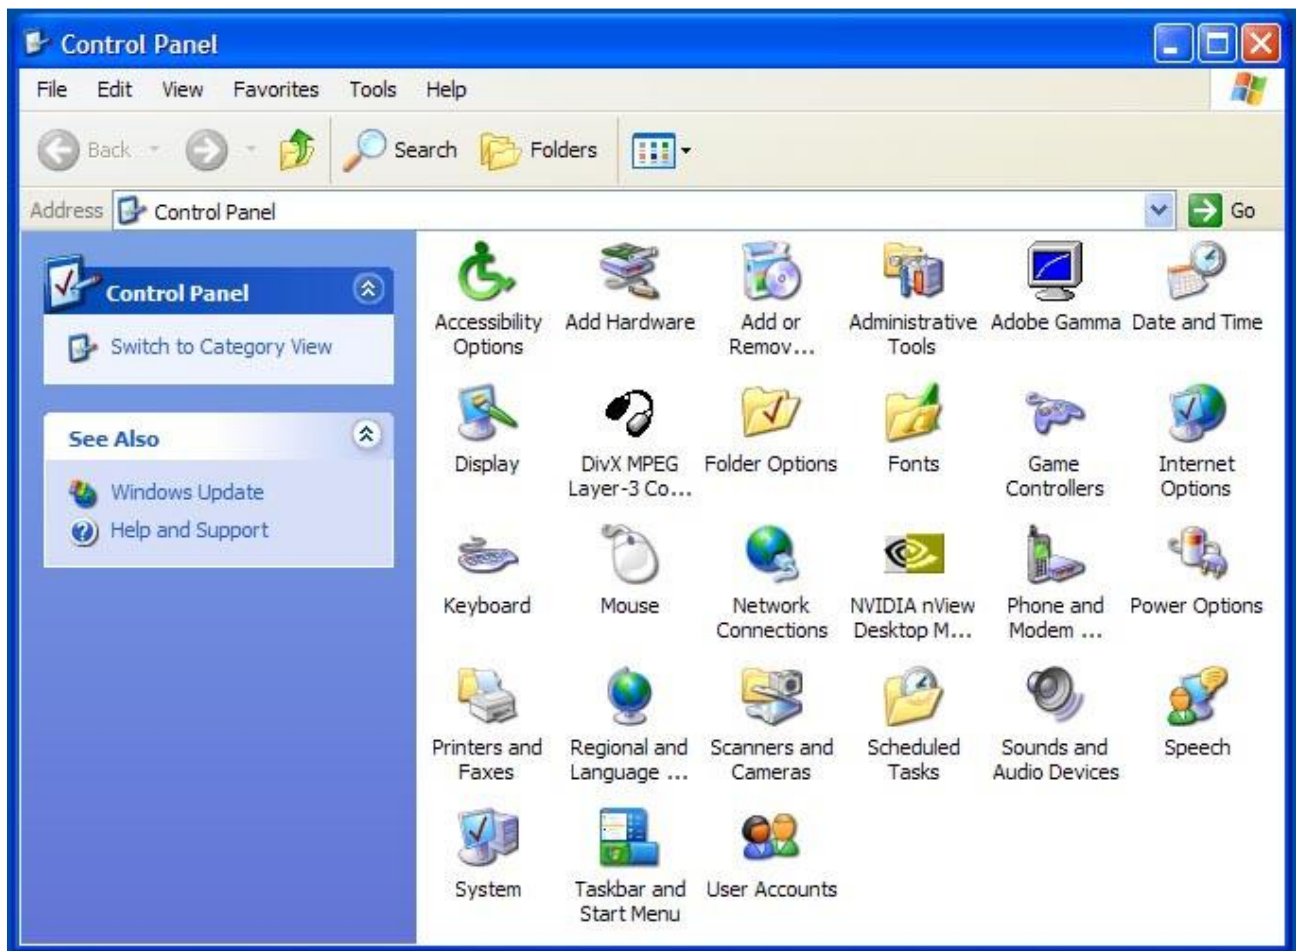 Control Panel
File Edit View Favorites Tools Help
Back Search Folders
Address Control Panel Go
Control Panel
Switch to Category View
See Also
Windows Update
Help and Support
Accessibility Options
Add Hardware
Add or Remov...
Administrative Tools
Adobe Gamma
Date and Time
Display
DivX MPEG Layer-3 Co...
Folder Options
Fonts
Game Controllers
Internet Options
Keyboard
Mouse
Network Connections
NVIDIA nView Desktop M...
Phone and Modem ...
Power Options
Printers and Faxes
Regional and Language ...
Scanners and Cameras
Scheduled Tasks
Sounds and Audio Devices
Speech
System
Taskbar and Start Menu
User Accounts